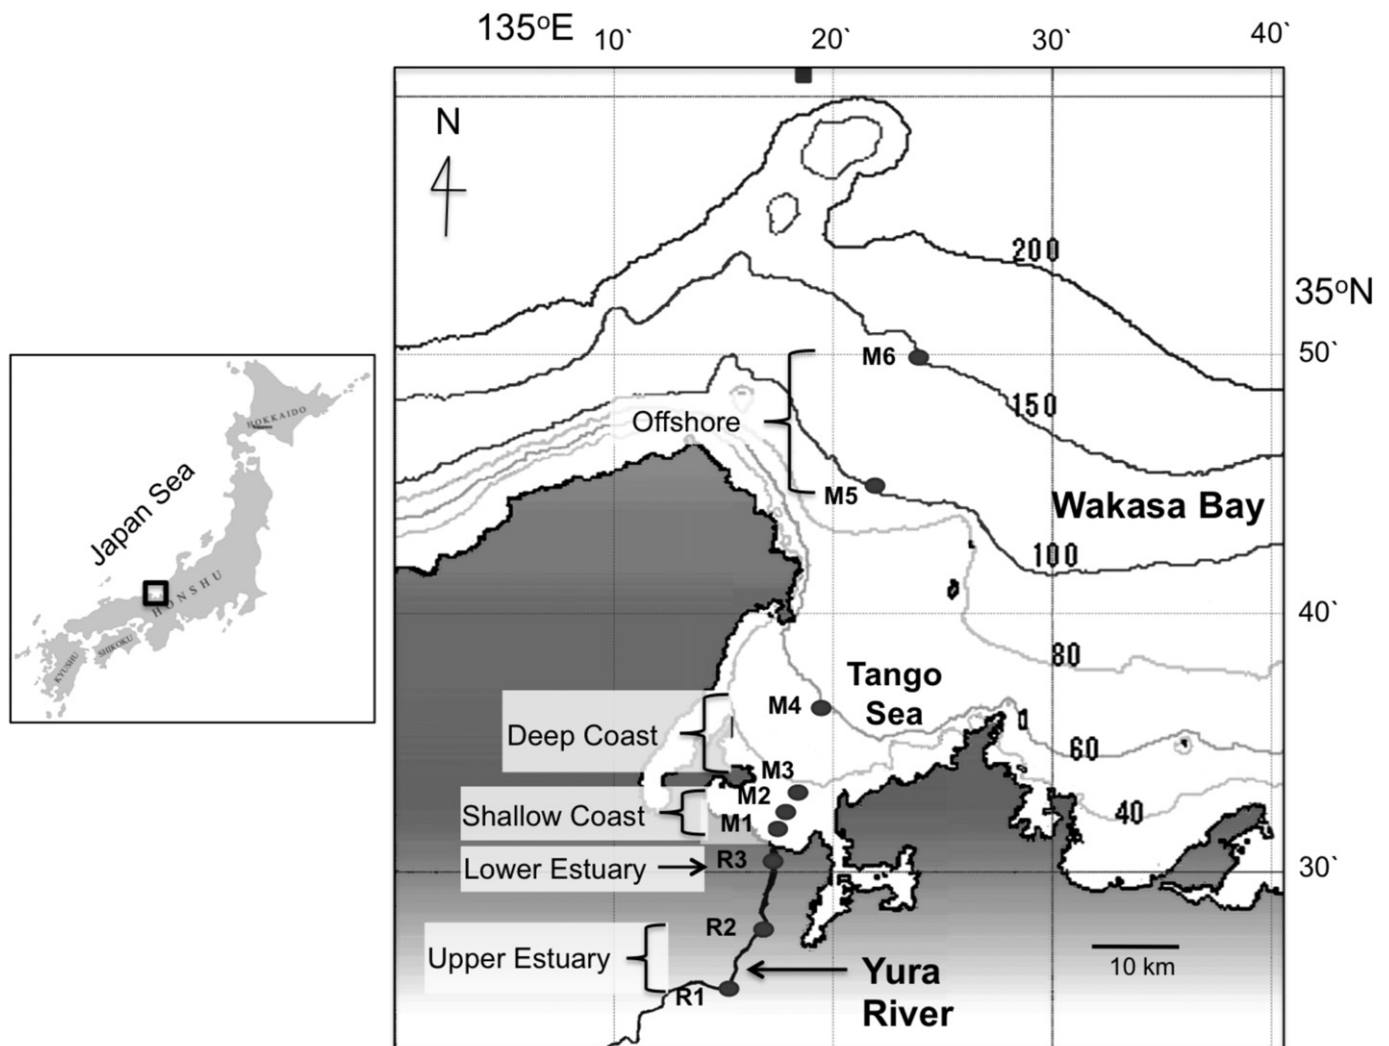 135°E
10`
20`
30`
40`
N
200
35°N
M6
50`
150
Offshore
M5
Wakasa Bay
100
HOKKAIDO
Japan Sea
HONSHU
SHIKOKU
KYUSHU
40`
80
Tango
Sea
M4
Deep Coast
60
M3
M2
Shallow Coast
M1
40
R3
Lower Estuary
30`
R2
Upper Estuary
Yura
River
10 km
R1